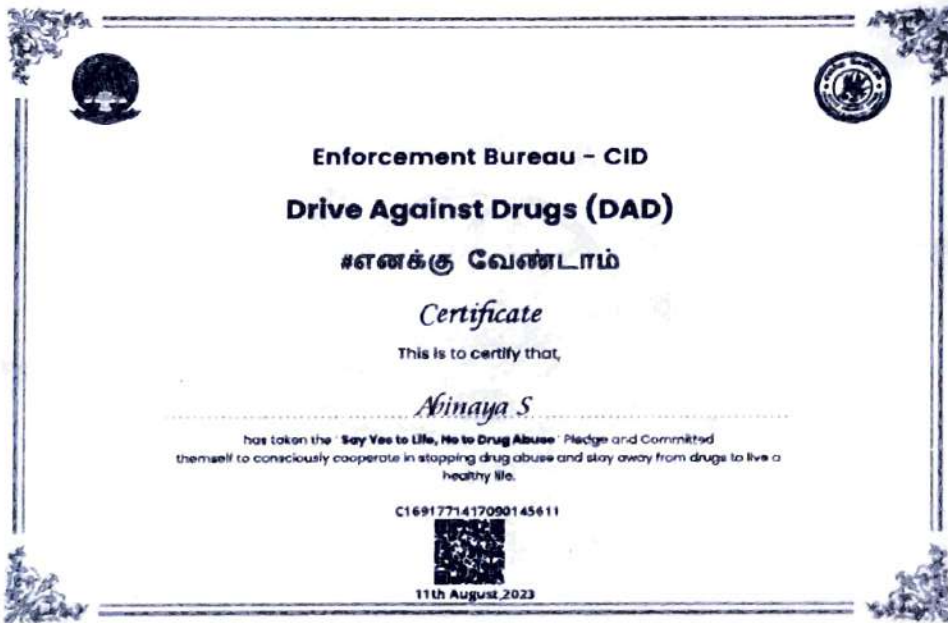 Enforcement Bureau - CID
Drive Against Drugs (DAD)
#எனக்கு வேண்டாம்
Certificate
This is to certify that,
Abinaya S
has taken the "Say Yes to Life, No to Drug Abuse" Pledge and Committed
themself to consciously cooperate in stopping drug abuse and stay away from drugs to live a
healthy life.
C1691771417090145611
11th August,2023